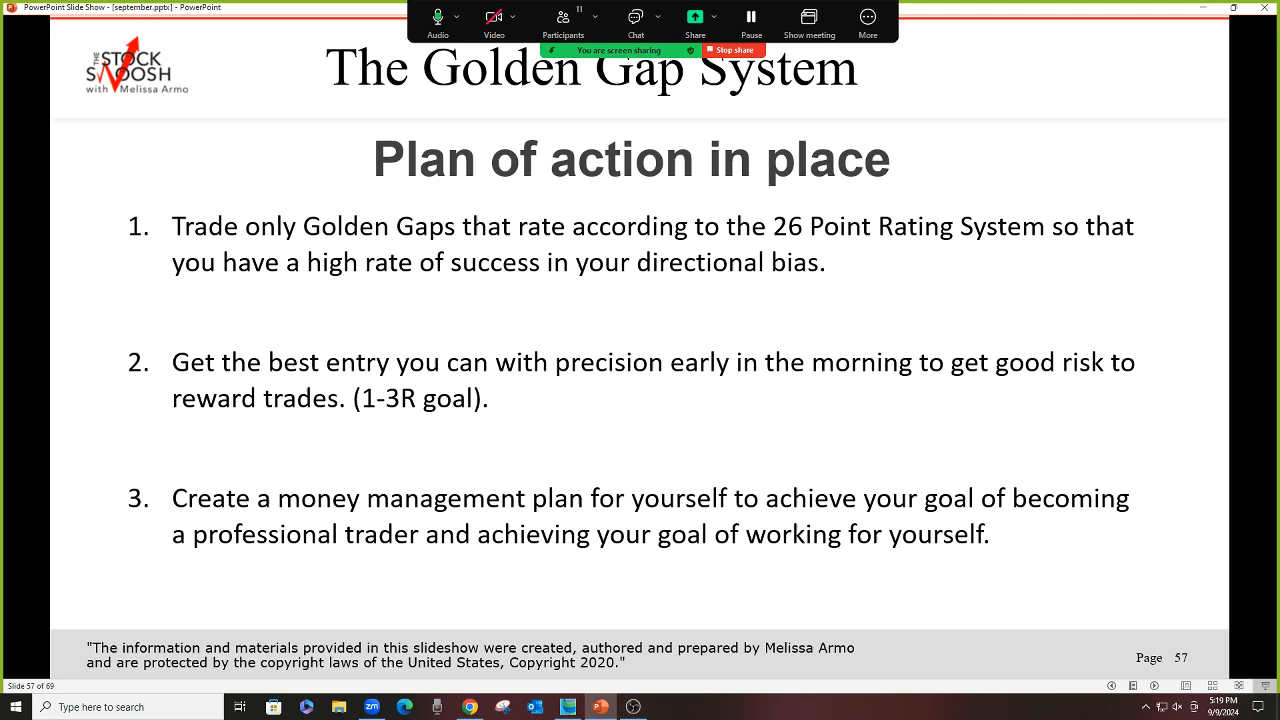 PowerPoint Slide Show - [september.pptx] - PowerPoint
11
Audio
Video
Participants
Chat
Share
Pause
Show meeting
More
You are screen sharing
Stop share
THE
STOCK
SWOOSH
with Melissa Armo
The Golden Gap System
Plan of action in place
1. Trade only Golden Gaps that rate according to the 26 Point Rating System so that
you have a high rate of success in your directional bias.
2. Get the best entry you can with precision early in the morning to get good risk to
reward trades. (1-3R goal).
3. Create a money management plan for yourself to achieve your goal of becoming
a professional trader and achieving your goal of working for yourself.
"The information and materials provided in this slideshow were created, authored and prepared by Melissa Armo
and are protected by the copyright laws of the United States, Copyright 2020."
Page 57
Slide 57 of 69
Type here to search
zm
5:19 PM
9/9/2024